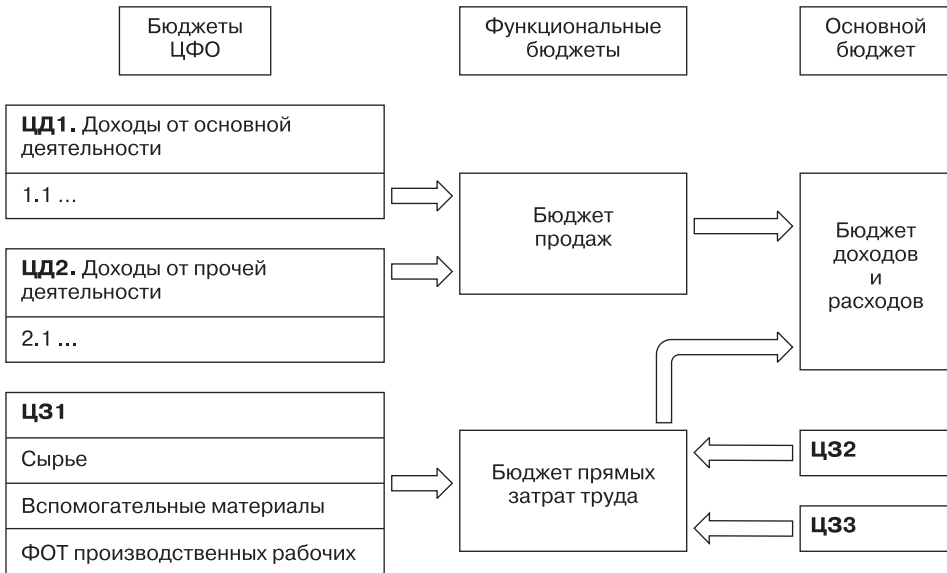 Бюджеты
ЦФО
Функциональные
бюджеты
Основной
бюджет
ЦД1. Доходы от основной
деятельности
1.1 ...
ЦД2. Доходы от прочей
деятельности
2.1 ...
Бюджет
продаж
Бюджет
доходов
и
расходов
ЦЗ1
Сырье
Вспомогательные материалы
ФОТ производственных рабочих
Бюджет прямых
затрат труда
ЦЗ2
ЦЗ3